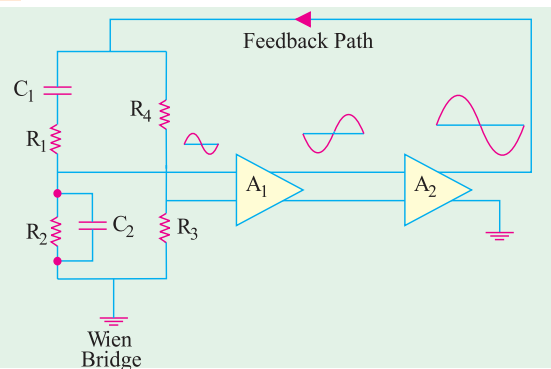 Feedback Path
C1
R4
R1
A1
A2
R2
C2
R3
Wien
Bridge